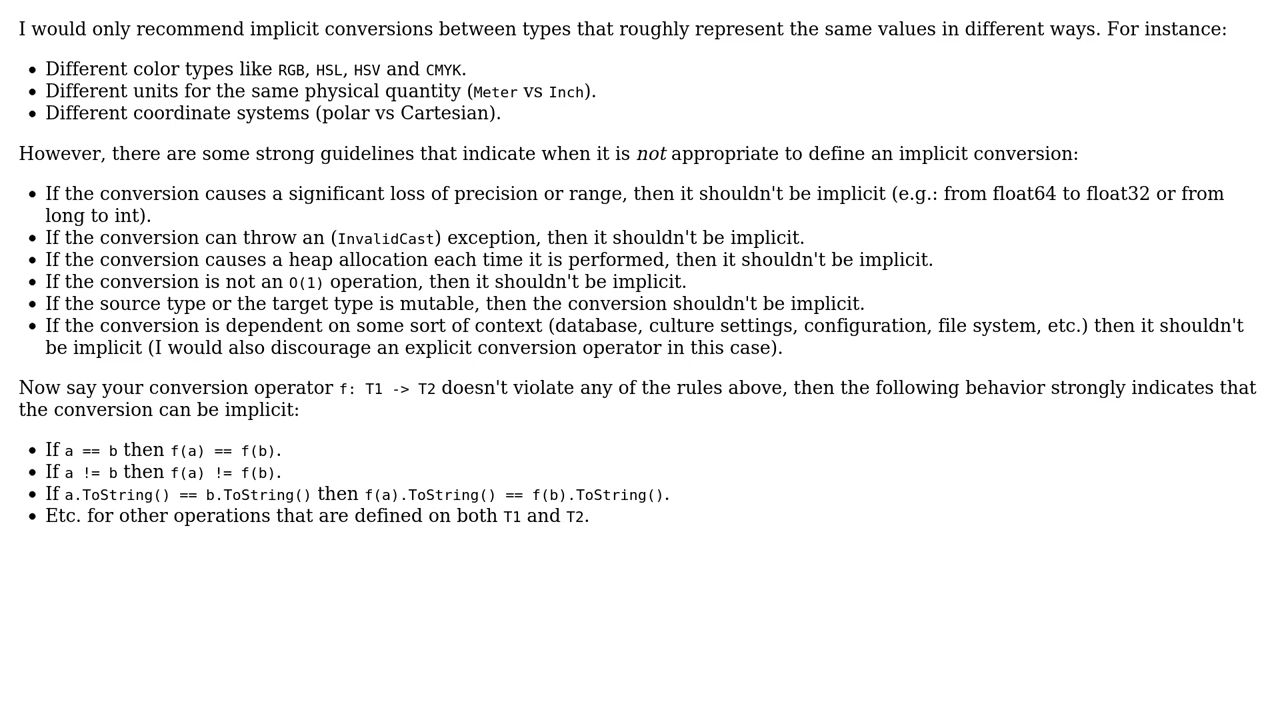 I would only recommend implicit conversions between types that roughly represent the same values in different ways. For instance:
• Different color types like RGB, HSL, HSV and CMYK.
• Different units for the same physical quantity (Meter vs Inch).
• Different coordinate systems (polar vs Cartesian).
However, there are some strong guidelines that indicate when it is not appropriate to define an implicit conversion:
• If the conversion causes a significant loss of precision or range, then it shouldn't be implicit (e.g.: from float64 to float32 or from
long to int).
• If the conversion can throw an (InvalidCast) exception, then it shouldn't be implicit.
• If the conversion causes a heap allocation each time it is performed, then it shouldn't be implicit.
• If the conversion is not an O(1) operation, then it shouldn't be implicit.
• If the source type or the target type is mutable, then the conversion shouldn't be implicit.
• If the conversion is dependent on some sort of context (database, culture settings, configuration, file system, etc.) then it shouldn't
be implicit (I would also discourage an explicit conversion operator in this case).
Now say your conversion operator f: T1 -> T2 doesn't violate any of the rules above, then the following behavior strongly indicates that
the conversion can be implicit:
• If a == b then f(a) == f(b).
• If a != b then f(a) != f(b).
• If a.ToString() == b.ToString() then f(a).ToString() == f(b).ToString().
• Etc. for other operations that are defined on both T1 and T2.